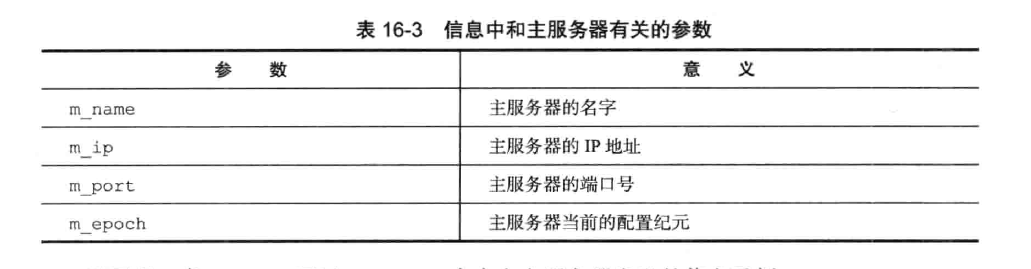 表 16-3 信息中和主服务器有关的参数
参 数 意 义
m_name 主服务器的名字
m_ip 主服务器的 IP 地址
m_port 主服务器的端口号
m_epoch 主服务器当前的配置纪元